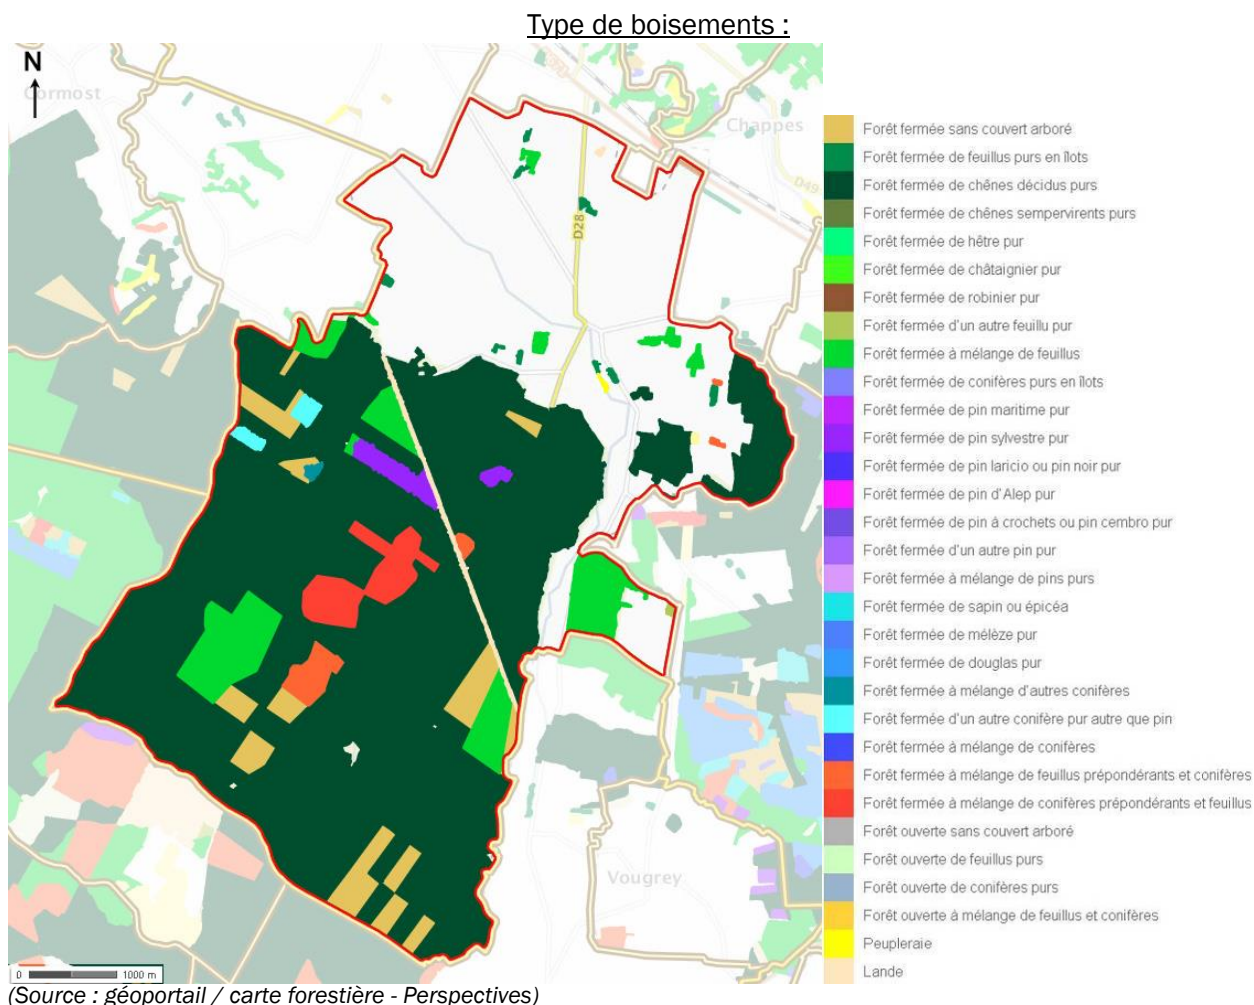 Type de boisements :
N
Cormost
Chappes
D49
D28
Vougrey
0 1000 m
Forêt fermée sans couvert arboré
Forêt fermée de feuillus purs en îlots
Forêt fermée de chênes décidus purs
Forêt fermée de chênes sempervirents purs
Forêt fermée de hêtre pur
Forêt fermée de châtaignier pur
Forêt fermée de robinier pur
Forêt fermée d'un autre feuillu pur
Forêt fermée à mélange de feuillus
Forêt fermée de conifères purs en îlots
Forêt fermée de pin maritime pur
Forêt fermée de pin sylvestre pur
Forêt fermée de pin laricio ou pin noir pur
Forêt fermée de pin d'Alep pur
Forêt fermée de pin à crochets ou pin cembro pur
Forêt fermée d'un autre pin pur
Forêt fermée à mélange de pins purs
Forêt fermée de sapin ou épicéa
Forêt fermée de mélèze pur
Forêt fermée de douglas pur
Forêt fermée à mélange d'autres conifères
Forêt fermée d'un autre conifère pur autre que pin
Forêt fermée à mélange de conifères
Forêt fermée à mélange de feuillus prépondérants et conifères
Forêt fermée à mélange de conifères prépondérants et feuillus
Forêt ouverte sans couvert arboré
Forêt ouverte de feuillus purs
Forêt ouverte de conifères purs
Forêt ouverte à mélange de feuillus et conifères
Peupleraie
Lande
(Source : géoportail / carte forestière - Perspectives)